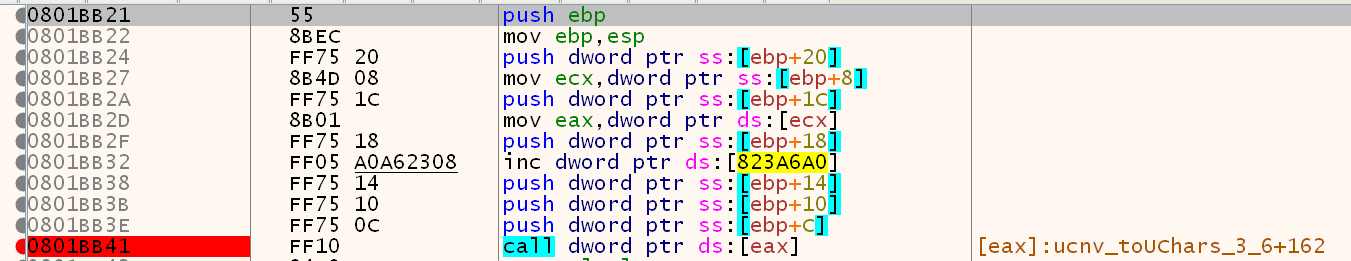 0801BB21 55 push ebp
0801BB22 8BEC mov ebp,esp
0801BB24 FF75 20 push dword ptr ss:[ebp+20]
0801BB27 8B4D 08 mov ecx,dword ptr ss:[ebp+8]
0801BB2A FF75 1C push dword ptr ss:[ebp+1C]
0801BB2D 8B01 mov eax,dword ptr ds:[ecx]
0801BB2F FF75 18 push dword ptr ss:[ebp+18]
0801BB32 FF05 A0A62308 inc dword ptr ds:[823A6A0]
0801BB38 FF75 14 push dword ptr ss:[ebp+14]
0801BB3B FF75 10 push dword ptr ss:[ebp+10]
0801BB3E FF75 0C push dword ptr ss:[ebp+C]
0801BB41 FF10 call dword ptr ds:[eax] [eax]:ucnv_toUChars_3_6+162